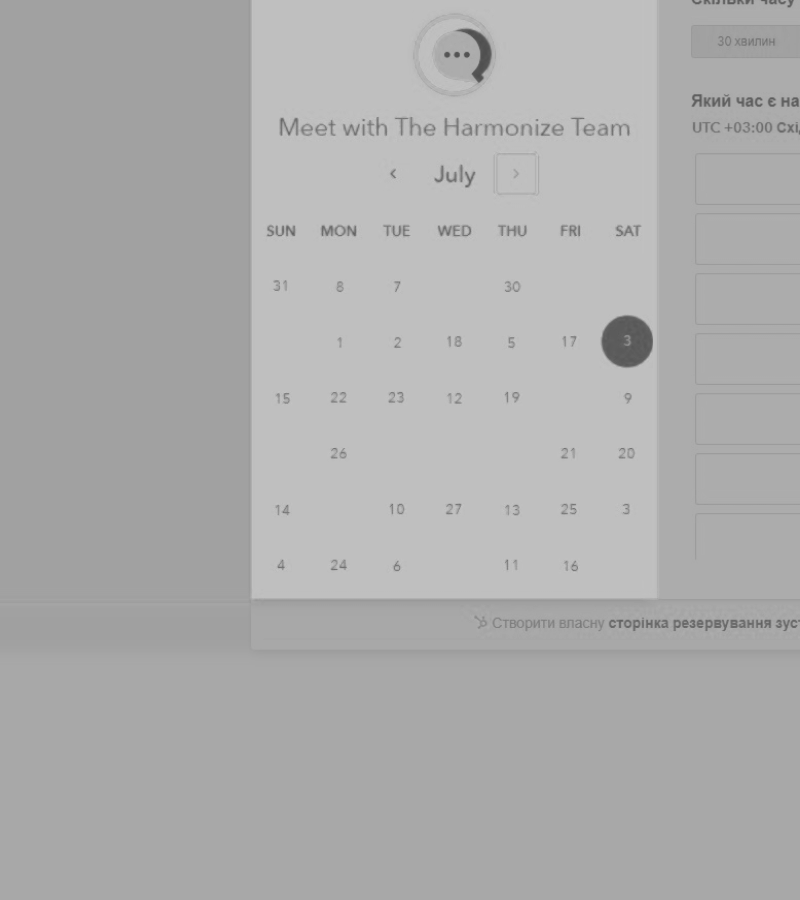 Скільки часу
30 хвилин
Meet with The Harmonize Team
Який час є на
UTC +03:00 Схі
‹ July ›
SUN MON TUE WED THU FRI SAT
31 8 7 30
1 2 18 5 17 3
15 22 23 12 19 9
26 21 20
14 10 27 13 25 3
4 24 6 11 16
Створити власну сторінка резервування зус